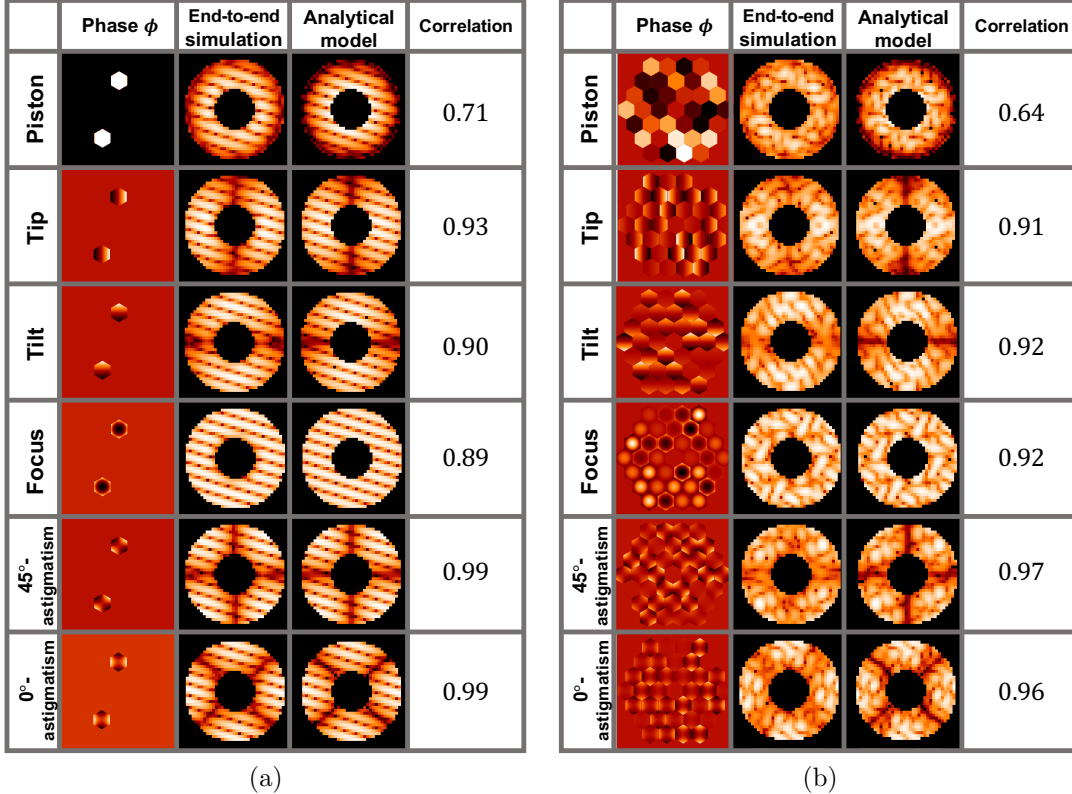 Phase ϕ
End-to-end
simulation
Analytical
model
Correlation
Piston
0.71
Tip
0.93
Tilt
0.90
Focus
0.89
45°-
astigmatism
0.99
0°-
astigmatism
0.99
(a)
Phase ϕ
End-to-end
simulation
Analytical
model
Correlation
Piston
0.64
Tip
0.91
Tilt
0.92
Focus
0.92
45°-
astigmatism
0.97
0°-
astigmatism
0.96
(b)